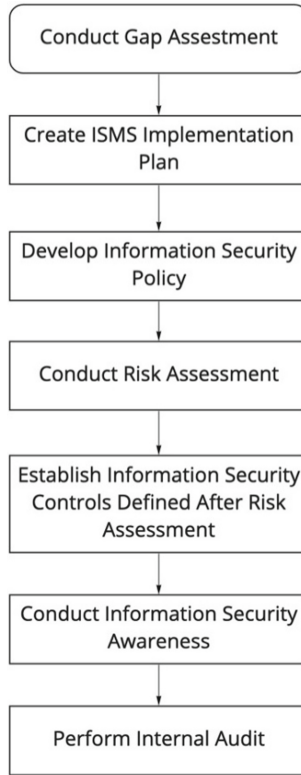 Conduct Gap Assestment
Create ISMS Implementation
Plan
Develop Information Security
Policy
Conduct Risk Assessment
Establish Information Security
Controls Defined After Risk
Assessment
Conduct Information Security
Awareness
Perform Internal Audit